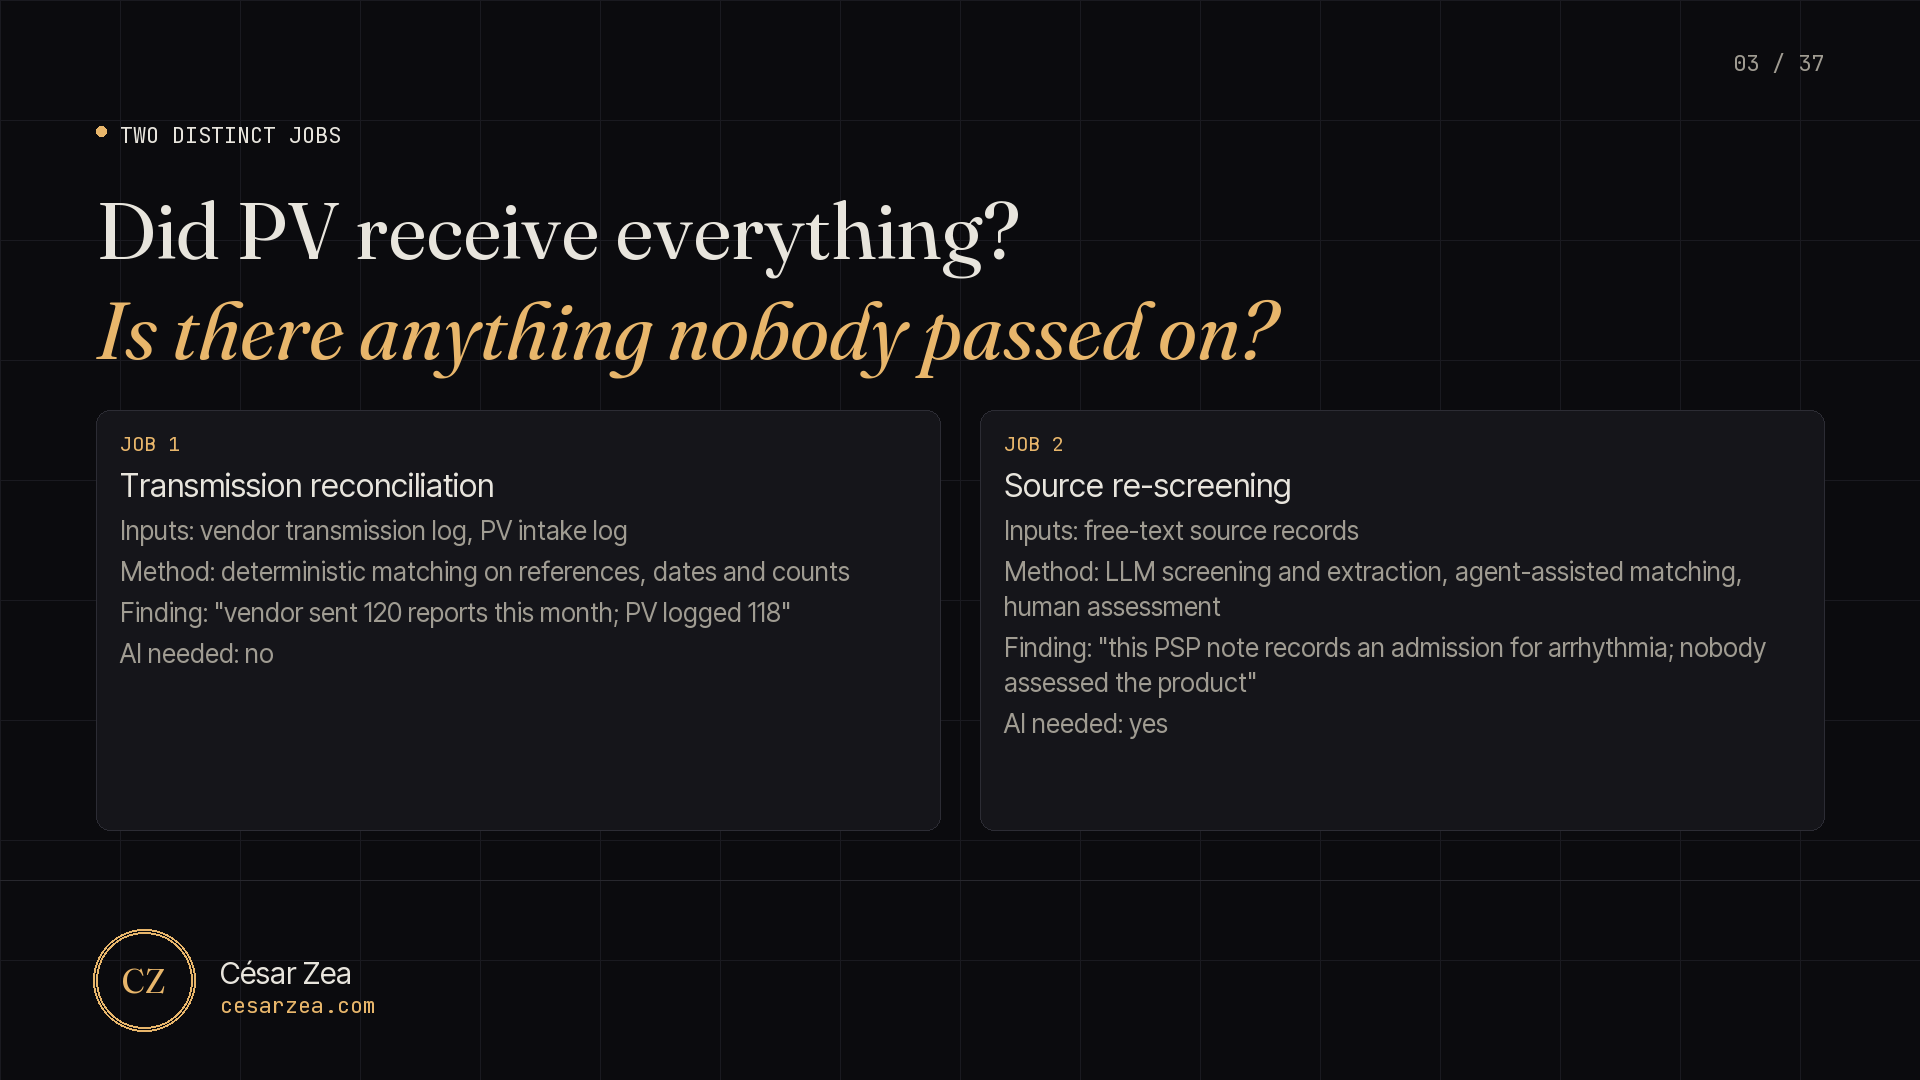 03 / 37
TWO DISTINCT JOBS
Did PV receive everything?
Is there anything nobody passed on?
JOB 1
Transmission reconciliation
Inputs: vendor transmission log, PV intake log
Method: deterministic matching on references, dates and counts
Finding: "vendor sent 120 reports this month; PV logged 118"
AI needed: no
JOB 2
Source re-screening
Inputs: free-text source records
Method: LLM screening and extraction, agent-assisted matching,
human assessment
Finding: "this PSP note records an admission for arrhythmia; nobody
assessed the product"
AI needed: yes
CZ
César Zea
cesarzea.com